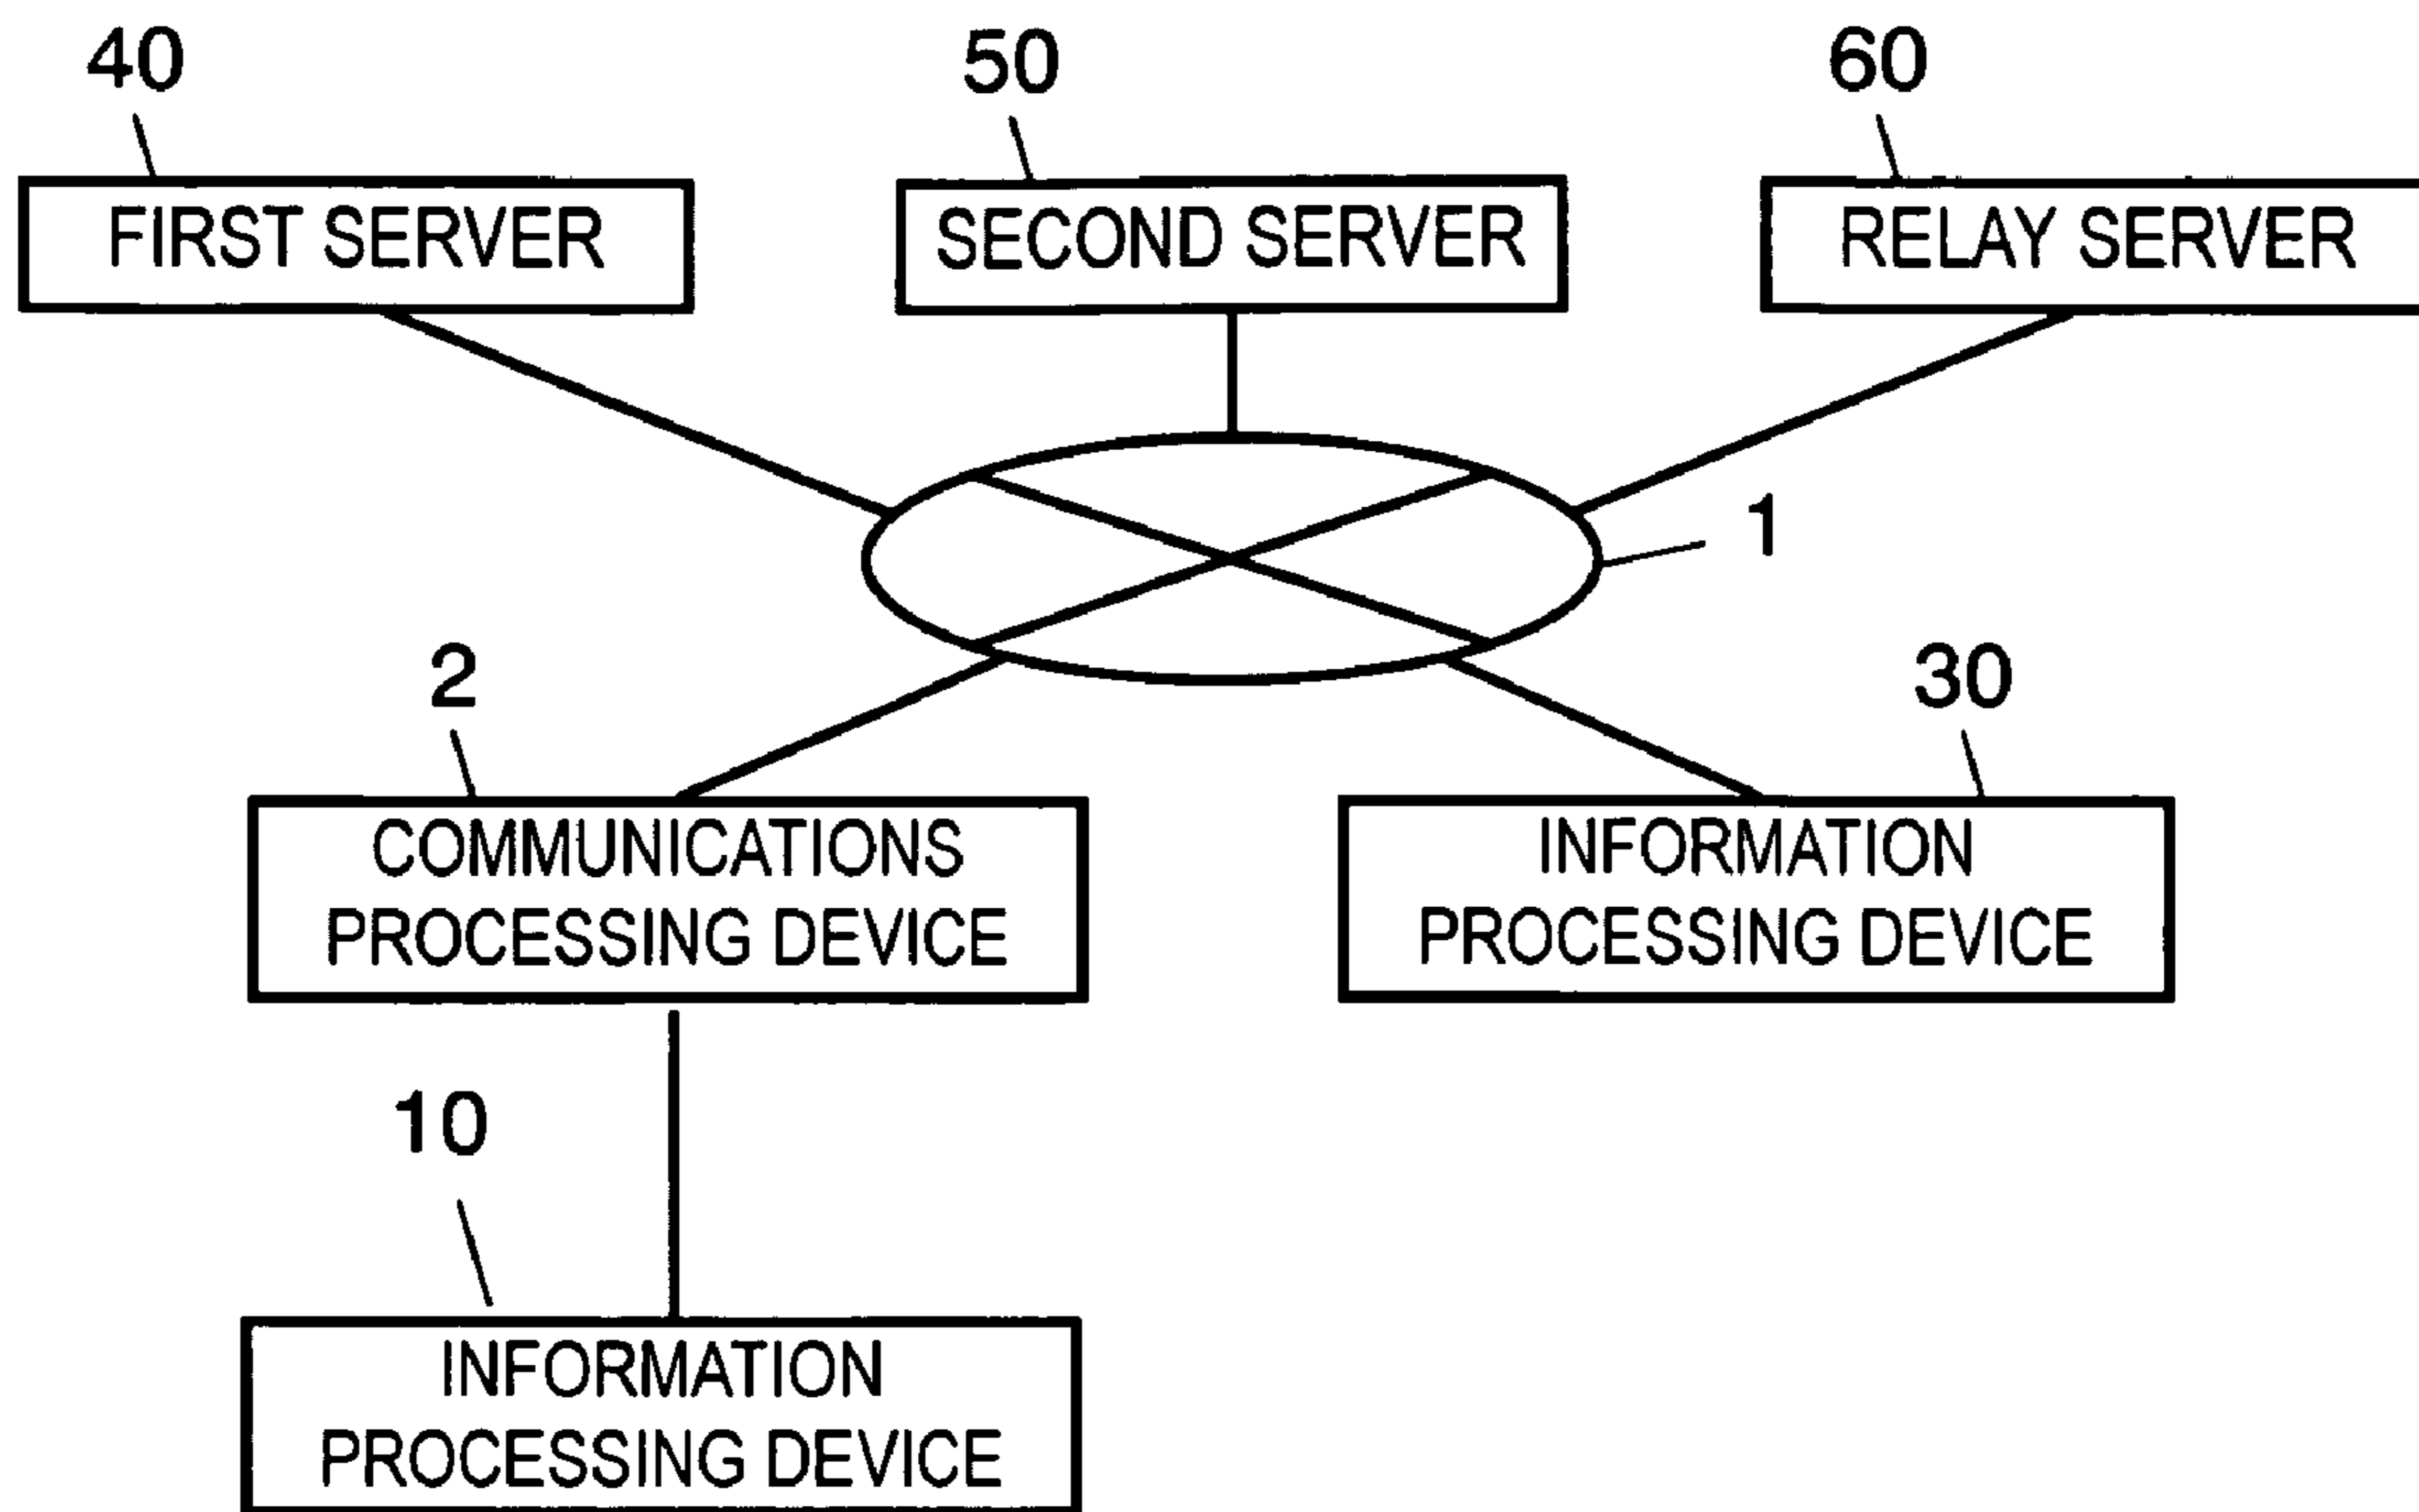 40
50
60
FIRST SERVER
SECOND SERVER
RELAY SERVER
1
2
30
COMMUNICATIONS
PROCESSING DEVICE
INFORMATION
PROCESSING DEVICE
10
INFORMATION
PROCESSING DEVICE